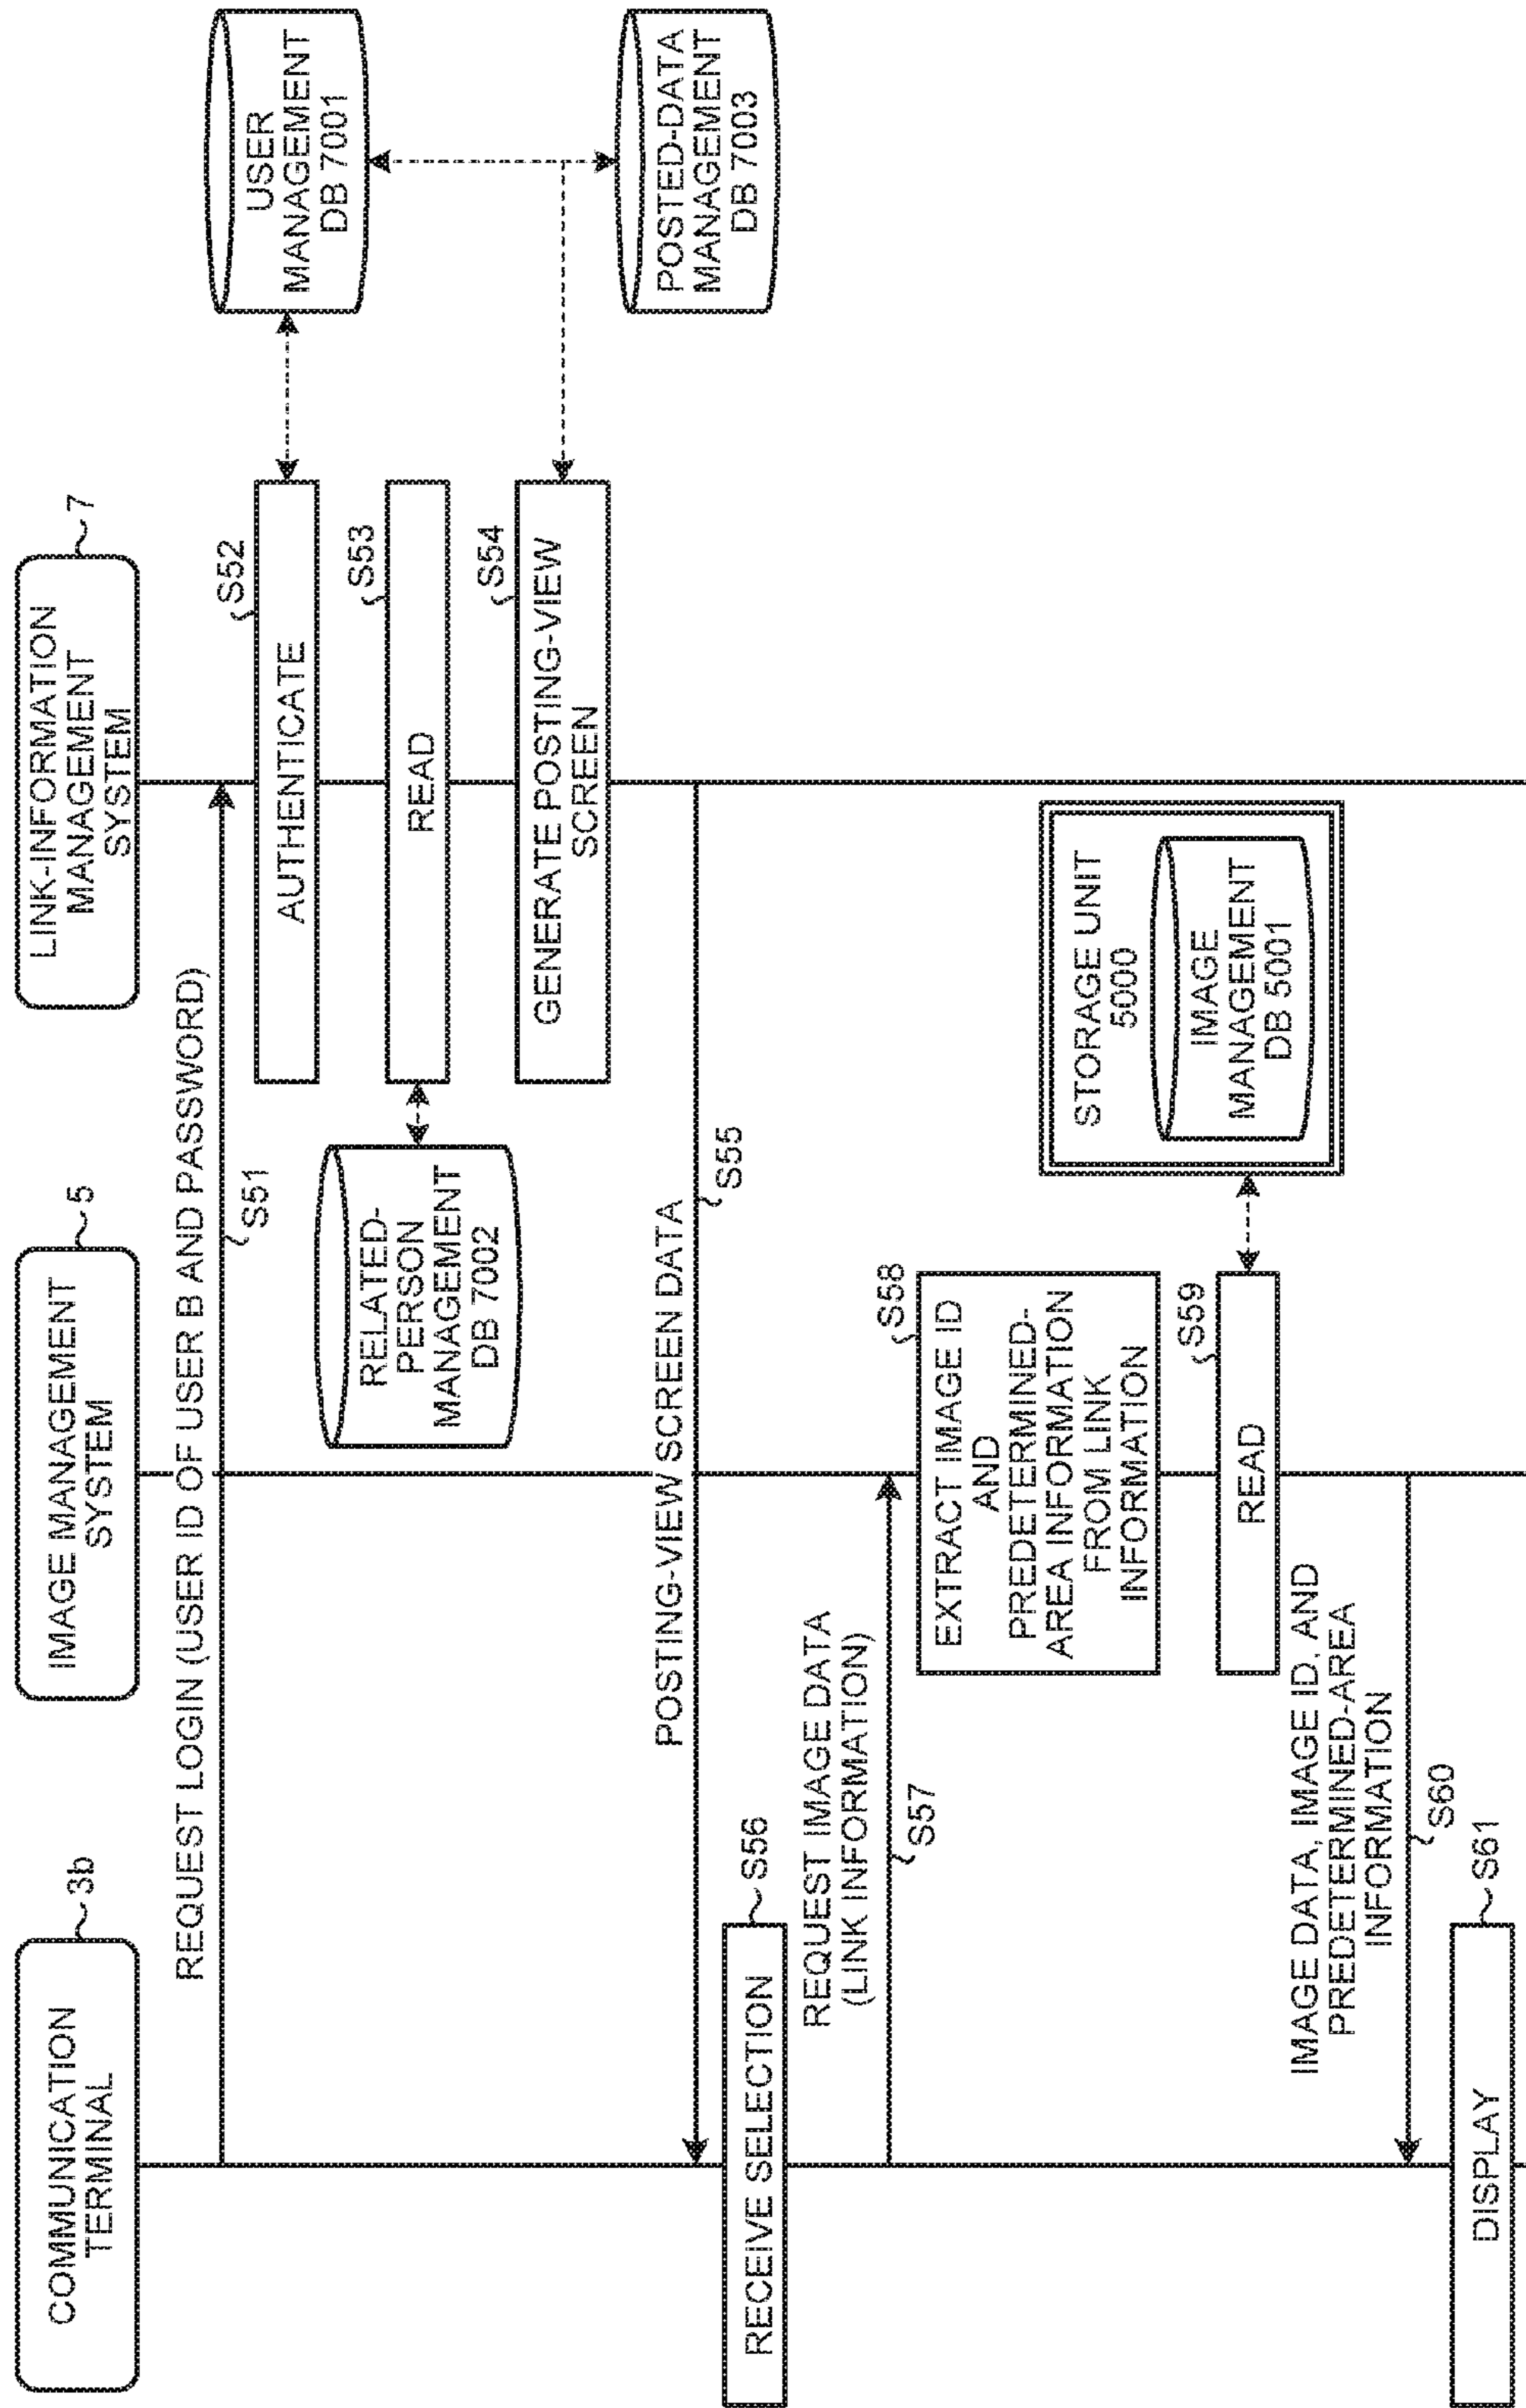 COMMUNICATION
TERMINAL
3b
IMAGE MANAGEMENT
SYSTEM
5
LINK-INFORMATION
MANAGEMENT
SYSTEM
7
REQUEST LOGIN (USER ID OF USER B AND PASSWORD)
S51
S52
AUTHENTICATE
USER
MANAGEMENT
DB 7001
RELATED-
PERSON
MANAGEMENT
DB 7002
S53
READ
S54
GENERATE POSTING-VIEW
SCREEN
POSTED-DATA
MANAGEMENT
DB 7003
POSTING-VIEW SCREEN DATA
S55
RECEIVE SELECTION
S56
REQUEST IMAGE DATA
(LINK INFORMATION)
S57
S58
EXTRACT IMAGE ID
AND
PREDETERMINED-
AREA INFORMATION
FROM LINK
INFORMATION
STORAGE UNIT
5000
IMAGE
MANAGEMENT
DB 5001
S59
READ
IMAGE DATA, IMAGE ID, AND
PREDETERMINED-AREA
INFORMATION
S60
DISPLAY
S61